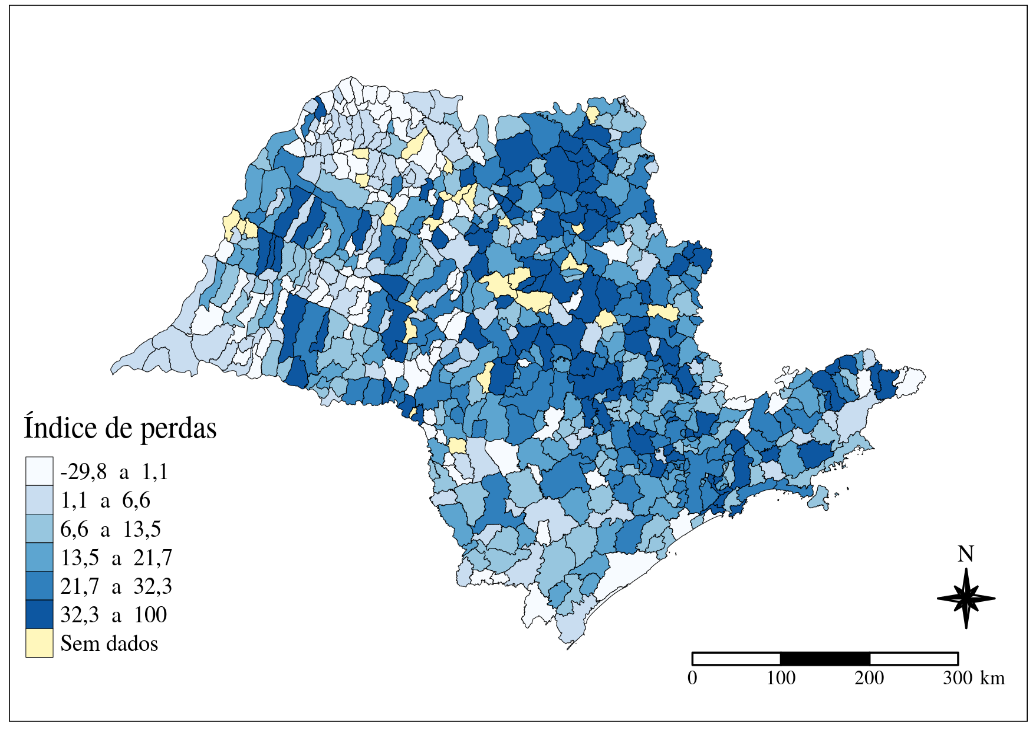 Índice de perdas
-29,8 a 1,1
1,1 a 6,6
6,6 a 13,5
13,5 a 21,7
21,7 a 32,3
32,3 a 100
Sem dados
N
0 100 200 300 km